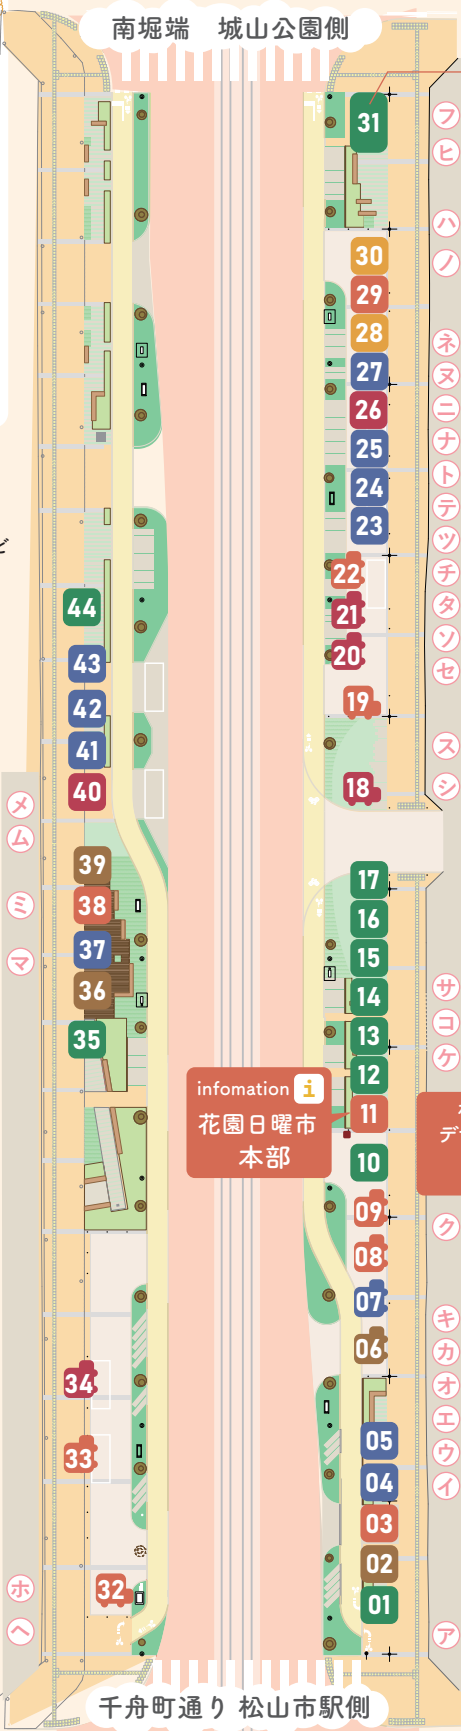 南堀端　城山公園側
31
フ
ヒ
ハ
30
ノ
29
28
ネ
27
ヌ
26
ニ
25
ナ
24
ト
23
テ
ツ
ど
22
チ
44
21
タ
20
ソ
43
セ
19
42
41
ス
40
18
シ
メ
ム
39
17
38
16
ミ
37
15
マ
36
14
サ
35
13
コ
12
ケ
infomation i
花園日曜市
本部
11
デ
10
09
ク
08
07
キ
06
カ
34
オ
05
エ
33
04
ウ
イ
03
02
32
01
ホ
ヘ
ア
千舟町通り 松山市駅側